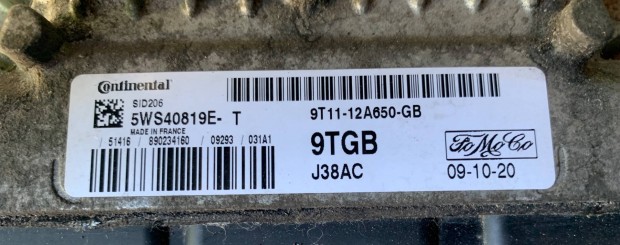 Continental
SID206
5WS40819E- T
MADE IN FRANCE
/ 51416 / 890234160 / 09293 / 031A1
9T11-12A650-GB
9TGB
J38AC
FoMoCo
09-10-20